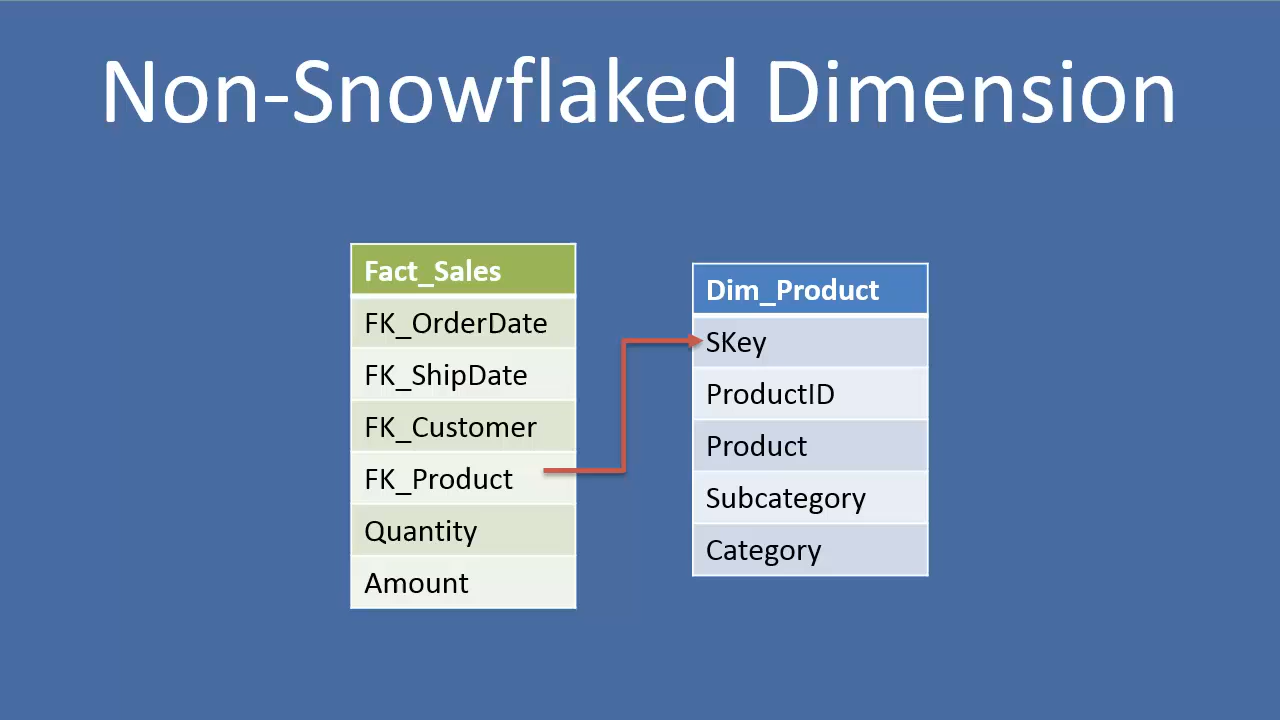 Non-Snowflaked Dimension
Fact_Sales
FK_OrderDate
FK_ShipDate
FK_Customer
FK_Product
Quantity
Amount
Dim_Product
SKey
ProductID
Product
Subcategory
Category